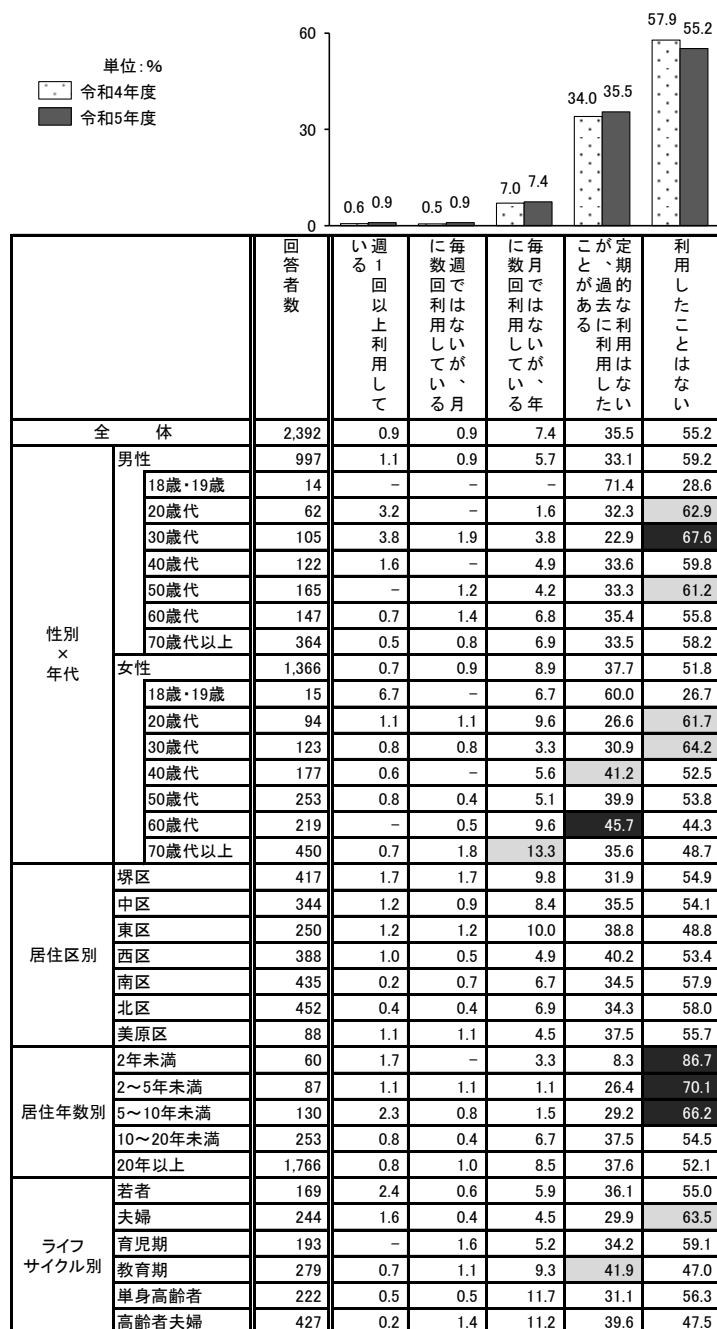 単位:%
令和4年度
令和5年度
60
30
0
0.6 0.9
0.5 0.9
7.0 7.4
34.0 35.5
57.9 55.2
回答者数
週1回以上利用している
毎週ではないが、月に数回利用している
毎月ではないが、年に数回利用している
定期的な利用はないが、過去に利用したことがある
利用したことはない
全 体 2,392 0.9 0.9 7.4 35.5 55.2
性別×年代
男性 997 1.1 0.9 5.7 33.1 59.2
18歳・19歳 14 － － － 71.4 28.6
20歳代 62 3.2 － 1.6 32.3 62.9
30歳代 105 3.8 1.9 3.8 22.9 67.6
40歳代 122 1.6 － 4.9 33.6 59.8
50歳代 165 － 1.2 4.2 33.3 61.2
60歳代 147 0.7 1.4 6.8 35.4 55.8
70歳代以上 364 0.5 0.8 6.9 33.5 58.2
女性 1,366 0.7 0.9 8.9 37.7 51.8
18歳・19歳 15 6.7 － 6.7 60.0 26.7
20歳代 94 1.1 1.1 9.6 26.6 61.7
30歳代 123 0.8 0.8 3.3 30.9 64.2
40歳代 177 0.6 － 5.6 41.2 52.5
50歳代 253 0.8 0.4 5.1 39.9 53.8
60歳代 219 － 0.5 9.6 45.7 44.3
70歳代以上 450 0.7 1.8 13.3 35.6 48.7
居住区別
堺区 417 1.7 1.7 9.8 31.9 54.9
中区 344 1.2 0.9 8.4 35.5 54.1
東区 250 1.2 1.2 10.0 38.8 48.8
西区 388 1.0 0.5 4.9 40.2 53.4
南区 435 0.2 0.7 6.7 34.5 57.9
北区 452 0.4 0.4 6.9 34.3 58.0
美原区 88 1.1 1.1 4.5 37.5 55.7
居住年数別
2年未満 60 1.7 － 3.3 8.3 86.7
2～5年未満 87 1.1 1.1 1.1 26.4 70.1
5～10年未満 130 2.3 0.8 1.5 29.2 66.2
10～20年未満 253 0.8 0.4 6.7 37.5 54.5
20年以上 1,766 0.8 1.0 8.5 37.6 52.1
ライフサイクル別
若者 169 2.4 0.6 5.9 36.1 55.0
夫婦 244 1.6 0.4 4.5 29.9 63.5
育児期 193 － 1.6 5.2 34.2 59.1
教育期 279 0.7 1.1 9.3 41.9 47.0
単身高齢者 222 0.5 0.5 11.7 31.1 56.3
高齢者夫婦 427 0.2 1.4 11.2 39.6 47.5